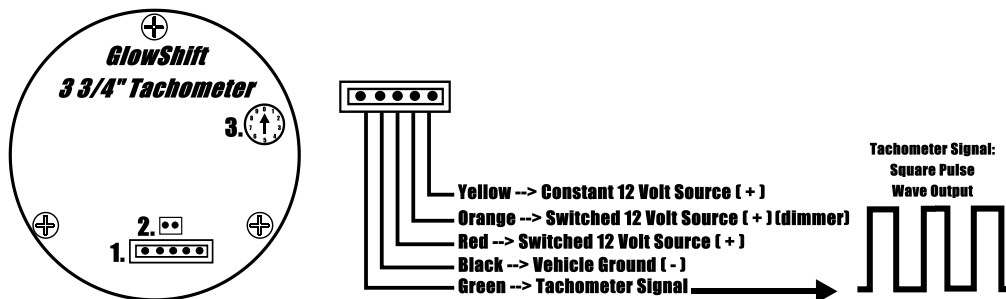 GlowShift
3 3/4" Tachometer
3.
2.
1.
Yellow --> Constant 12 Volt Source ( + )
Orange --> Switched 12 Volt Source ( + ) (dimmer)
Red --> Switched 12 Volt Source ( + )
Black --> Vehicle Ground ( - )
Green --> Tachometer Signal
Tachometer Signal:
Square Pulse
Wave Output